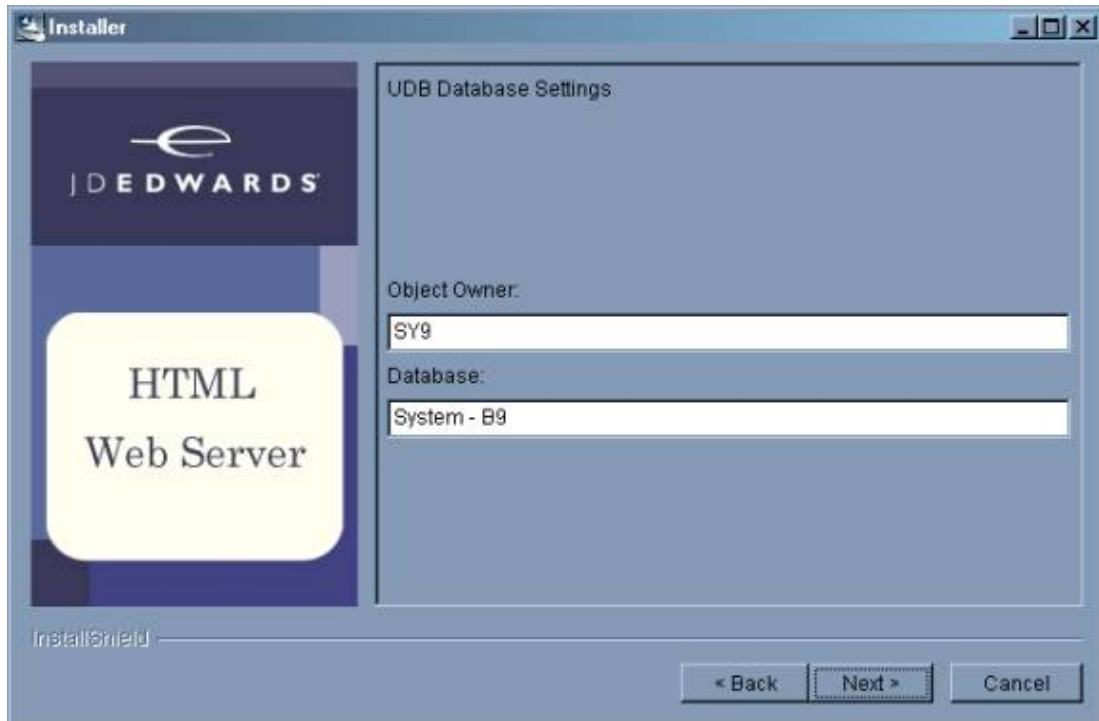 Installer
JDEDWARDS
HTML
Web Server
UDB Database Settings
Object Owner:
SY9
Database:
System - B9
InstallShield
< Back
Next >
Cancel